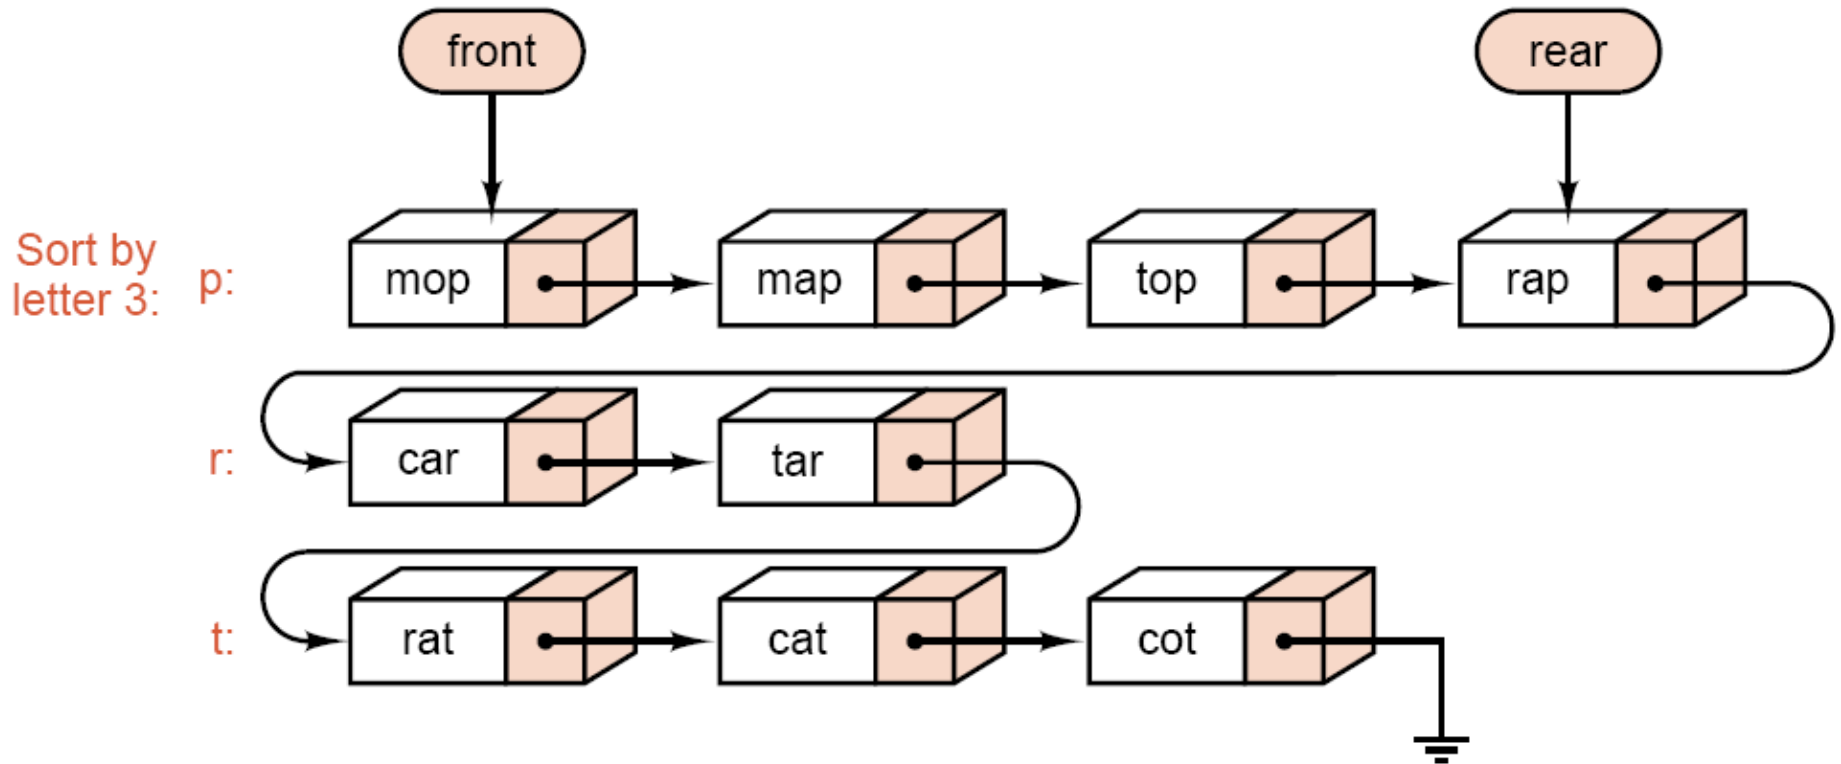 front
rear
Sort by
letter 3:
p:
mop
map
top
rap
r:
car
tar
t:
rat
cat
cot